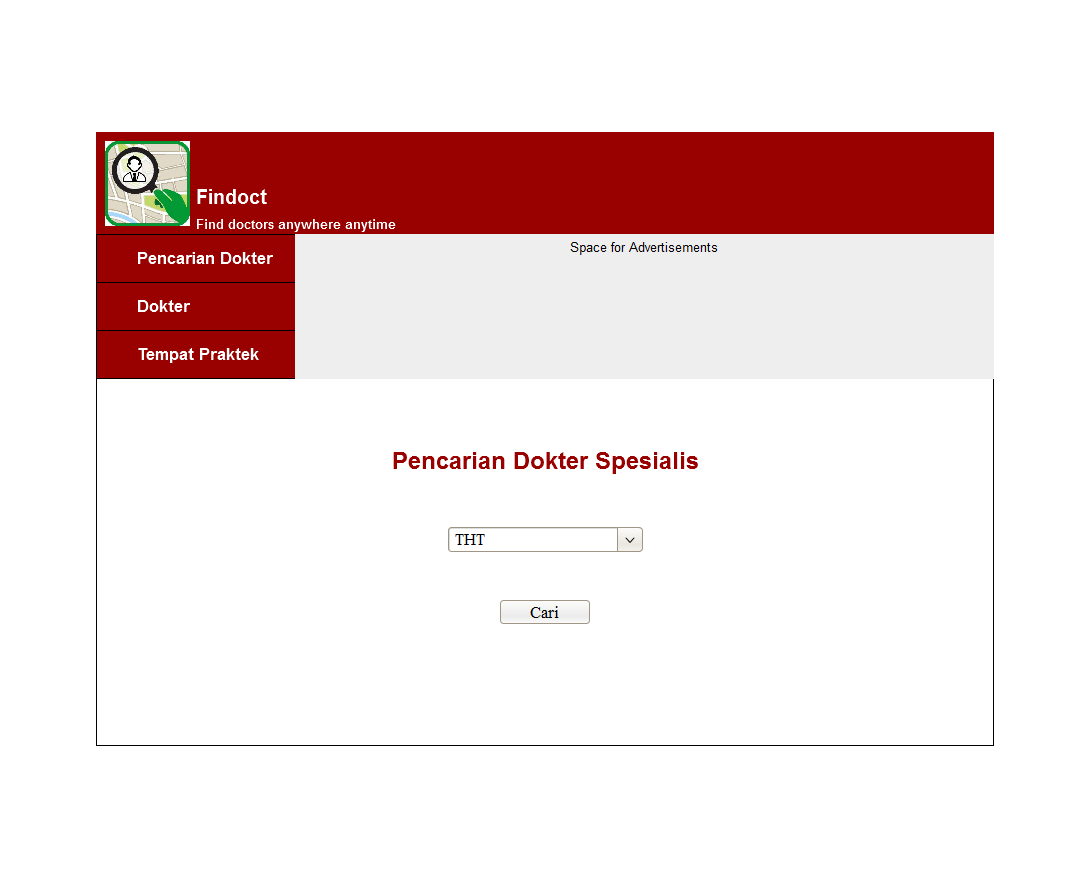 Findoct
Find doctors anywhere anytime
Pencarian Dokter
Space for Advertisements
Dokter
Tempat Praktek
Pencarian Dokter Spesialis
THT
Cari